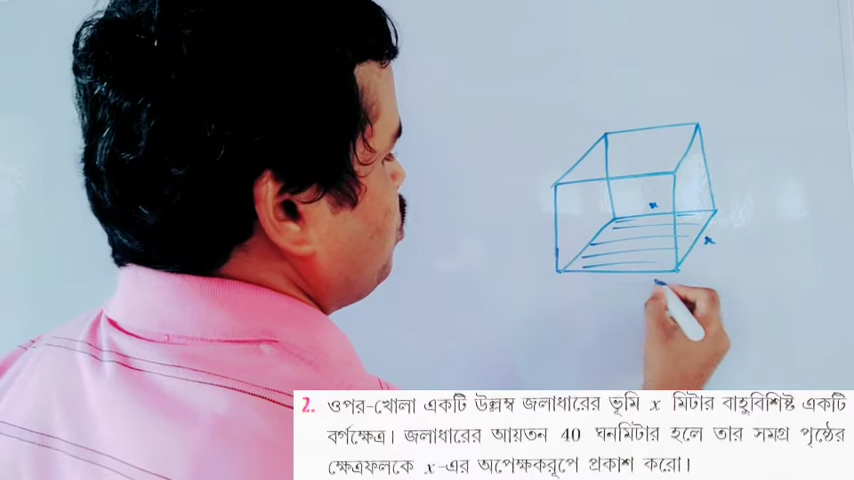 x
x
2. ওপর-খোলা একটি উল্লম্ব জলাধারের ভূমি x মিটার বাহুবিশিষ্ট একটি
বর্গক্ষেত্র। জলাধারের আয়তন 40 ঘনমিটার হলে তার সমগ্র পৃষ্ঠের
ক্ষেত্রফলকে x-এর অপেক্ষকরূপে প্রকাশ করো।